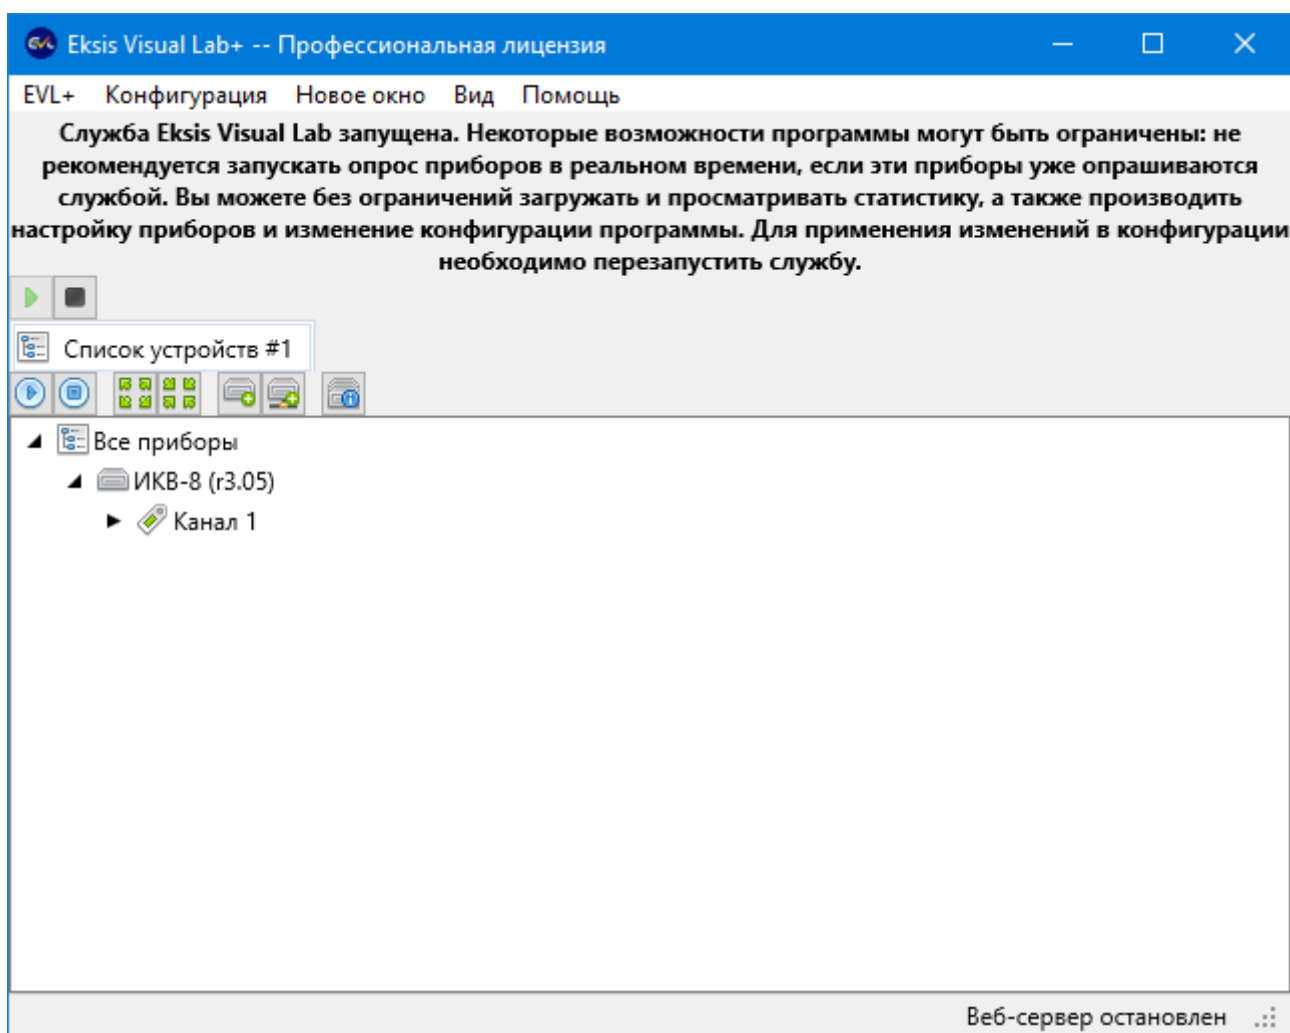 Eksis Visual Lab+ -- Профессиональная лицензия
EVL+ Конфигурация Новое окно Вид Помощь
Служба Eksis Visual Lab запущена. Некоторые возможности программы могут быть ограничены: не
рекомендуется запускать опрос приборов в реальном времени, если эти приборы уже опрашиваются
службой. Вы можете без ограничений загружать и просматривать статистику, а также производить
настройку приборов и изменение конфигурации программы. Для применения изменений в конфигурации
необходимо перезапустить службу.
Список устройств #1
Все приборы
ИКВ-8 (r3.05)
Канал 1
Веб-сервер остановлен